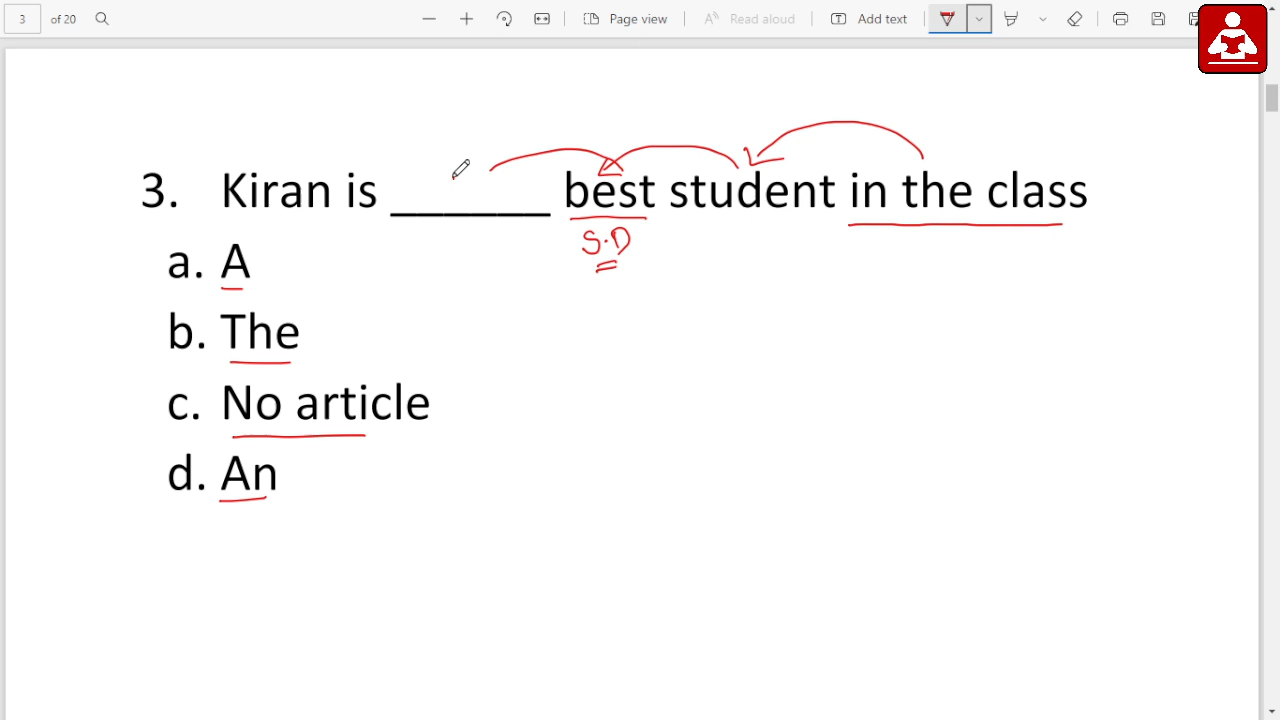 3 of 20 Page view Read aloud Add text
3. Kiran is ______ best student in the class
S.D
a. A
b. The
c. No article
d. An